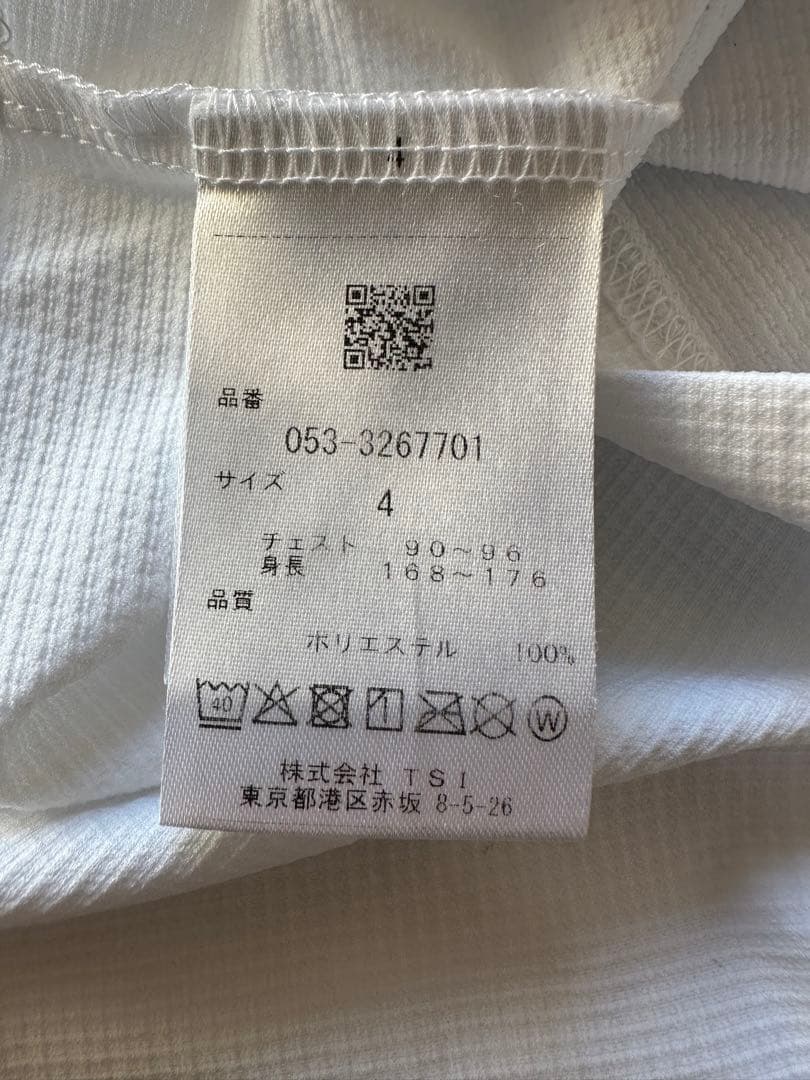 4
品番
053-3267701
サイズ
4
チェスト 90~96
身長 168~176
品質
ポリエステル 100%
40
W
株式会社 TSI
東京都港区赤坂 8-5-26